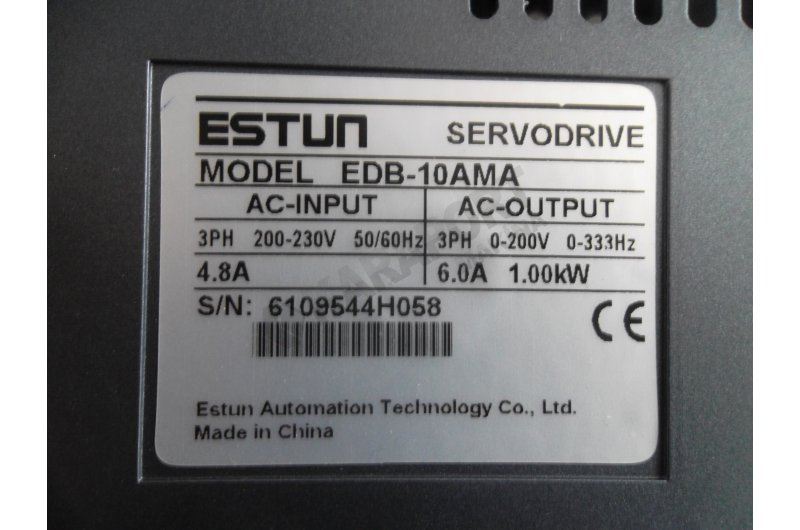 ESTUN SERVODRIVE
MODEL EDB-10AMA
AC-INPUT AC-OUTPUT
3PH 200-230V 50/60Hz 3PH 0-200V 0-333Hz
4.8A 6.0A 1.00kW
S/N: 6109544H058
CE
Estun Automation Technology Co., Ltd.
Made in China